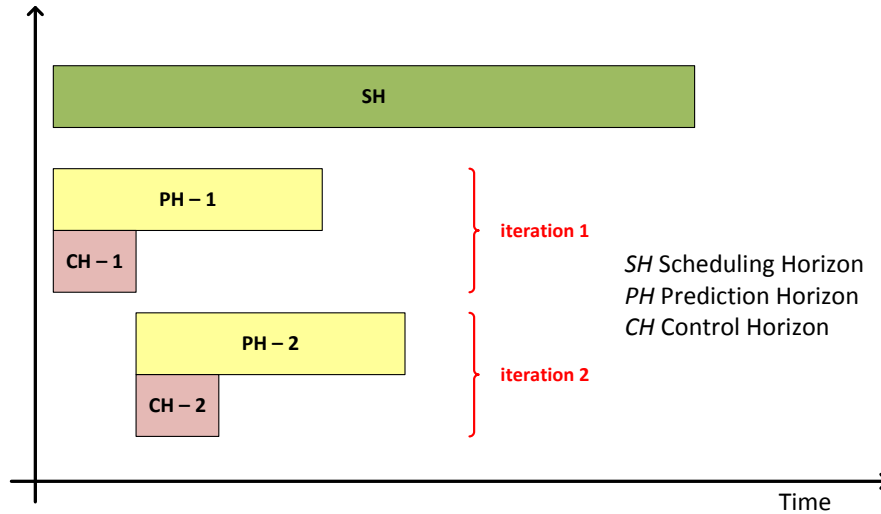 SH
PH – 1
CH – 1
iteration 1
SH Scheduling Horizon
PH Prediction Horizon
CH Control Horizon
PH – 2
CH – 2
iteration 2
Time